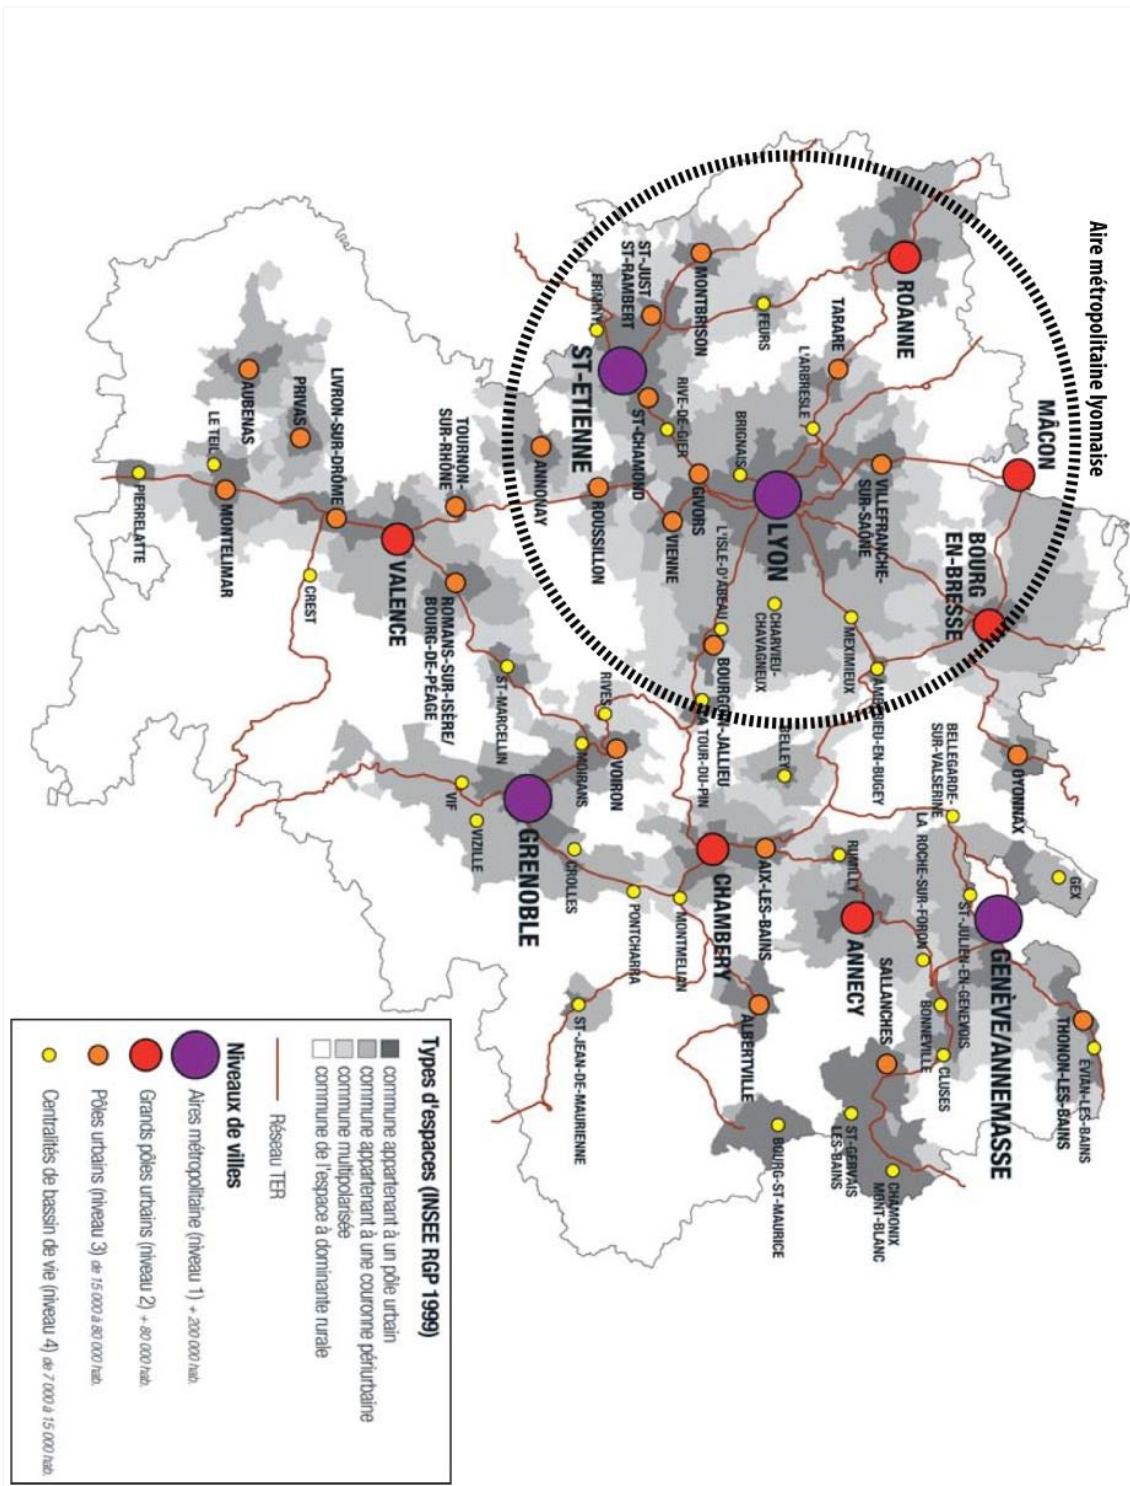 Aire métropolitaine lyonnaise
MÂCON
BOURG
EN-BRESSE
OYONNAX
GEX
EVIAN-LES-BAINS
THONON-LES-BAINS
GENÈVE/ANNEMASSE
ST-JULIEN-EN-GENEVOIS
BELLEGARDE-
SUR-VALSERINE
ROANNE
LA ROCHE-SUR-FORON
BONNEVILLE
CLUSES
VILLEFRANCHE-
SUR-SAÔNE
AMBÉRIEU-EN-BUGEY
MEXIMIEUX
TARARE
L'ARBRESLE
RUMILLY
ANNECY
SALLANCHES
CHAMONIX
MONT-BLANC
ST-GERVAIS
LES-BAINS
FEURS
BRIGNAIS
LYON
CHARVIEU-
CHAVAGNEUX
BELLEY
AIX-LES-BAINS
ALBERTVILLE
BOURG-ST-MAURICE
MONTBRISON
GIVORS
L'ISLE-D'ABEAU
BOURGOIN-JALLIEU
LA TOUR-DU-PIN
CHAMBERY
MONTMELIAN
ST-JUST
ST-RAMBERT
RIVE-DE-GIER
ST-CHAMOND
VIENNE
PONTCHARRA
FIRMINY
ST-ETIENNE
ROUSSILLON
RIVES
VOIRON
MOIRANS
CROLLES
ST-JEAN-DE-MAURIENNE
ANNONAY
ST-MARCELLIN
GRENOBLE
TOURNON-
SUR-RHÔNE
ROMANS-SUR-ISÈRE/
BOURG-DE-PÉAGE
VIF
VIZILLE
VALENCE
LIVRON-SUR-DRÔME
CREST
PRIVAS
AUBENAS
LE TEIL
MONTELIMAR
PIERRELATTE
Types d'espaces (INSEE RGP 1999)
commune appartenant à un pôle urbain
commune appartenant à une couronne périurbaine
commune multipolarisée
commune de l'espace à dominante rurale
Réseau TER
Niveaux de villes
Aires métropolitaine (niveau 1) + 200 000 hab.
Grands pôles urbains (niveau 2) + 80 000 hab.
Pôles urbains (niveau 3) de 15 000 à 80 000 hab.
Centralités de bassin de vie (niveau 4) de 7 000 à 15 000 hab.